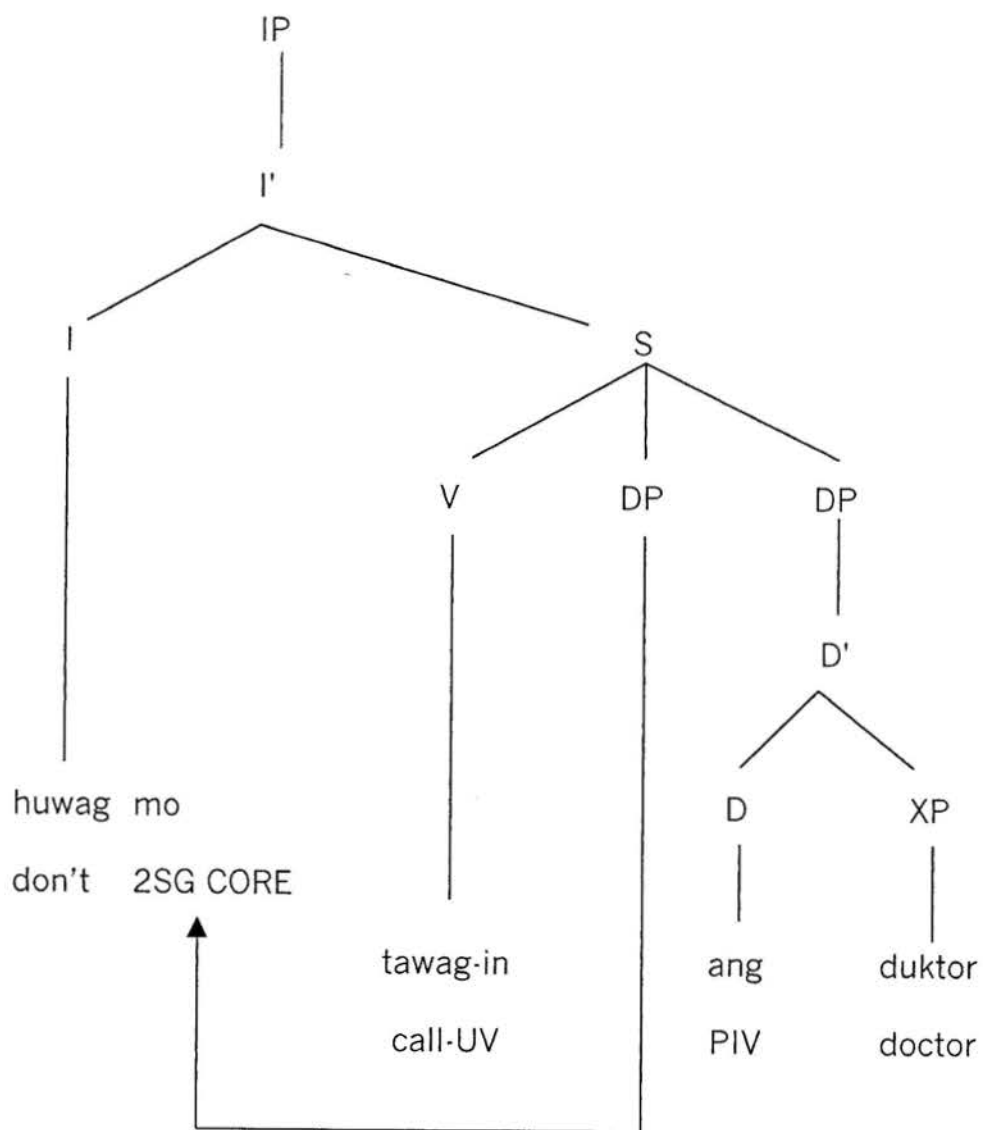 IP
I'
I
S
V DP DP
D'
huwag mo D XP
don't 2SG CORE
tawag-in ang duktor
call-UV PIV doctor